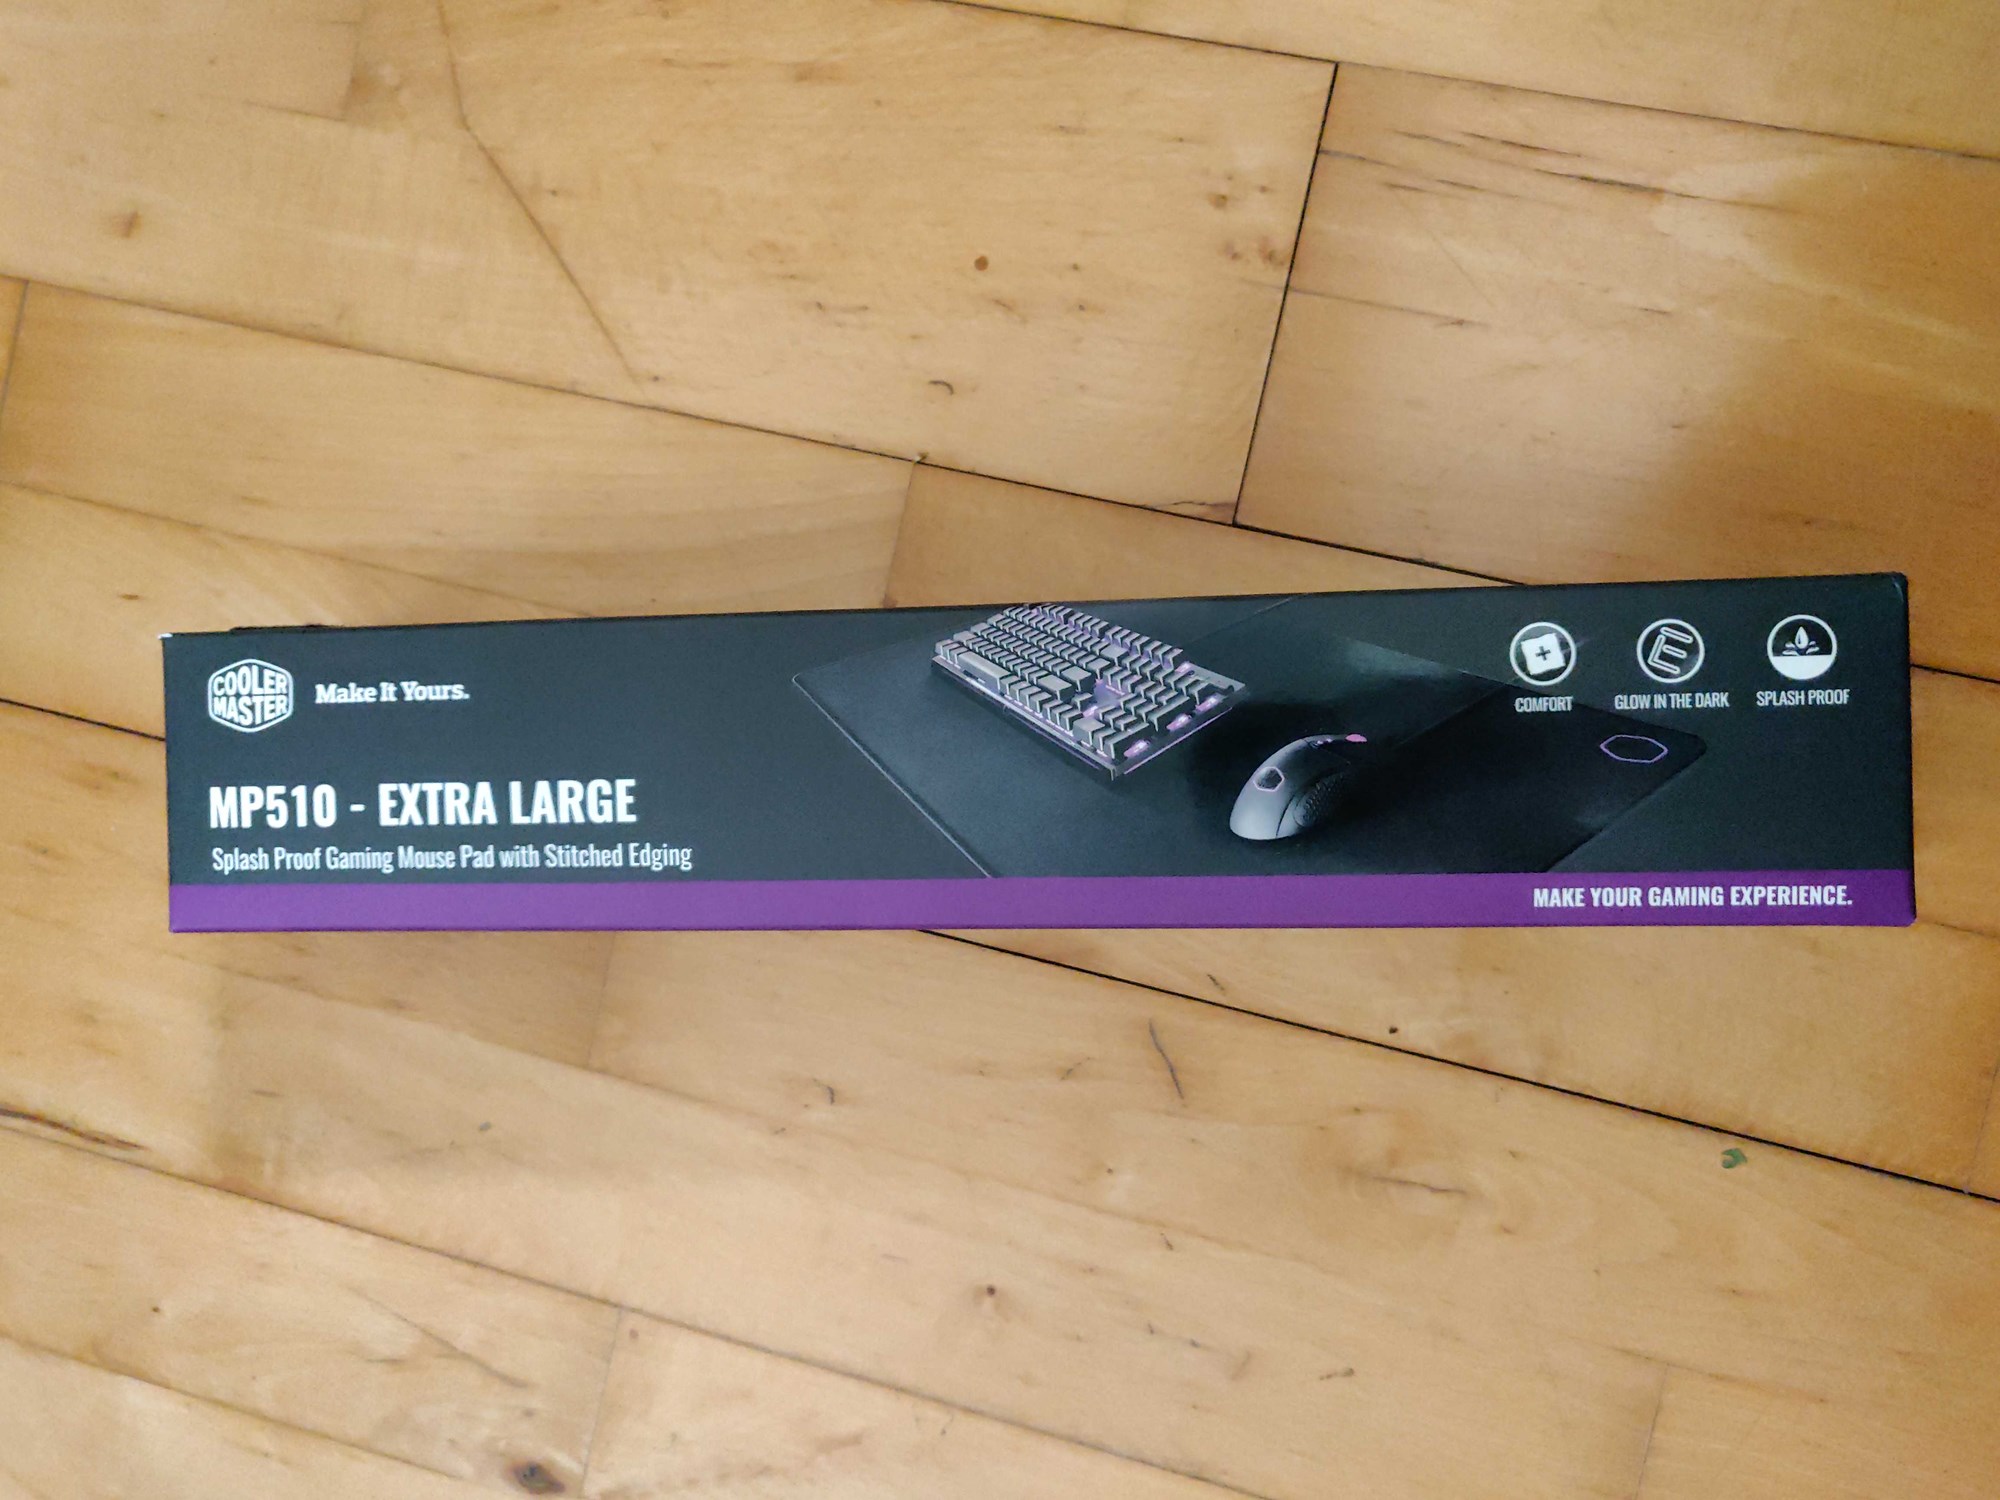 COOLER
MASTER
Make It Yours.
MP510 - EXTRA LARGE
Splash Proof Gaming Mouse Pad with Stitched Edging
COMFORT
GLOW IN THE DARK
SPLASH PROOF
MAKE YOUR GAMING EXPERIENCE.